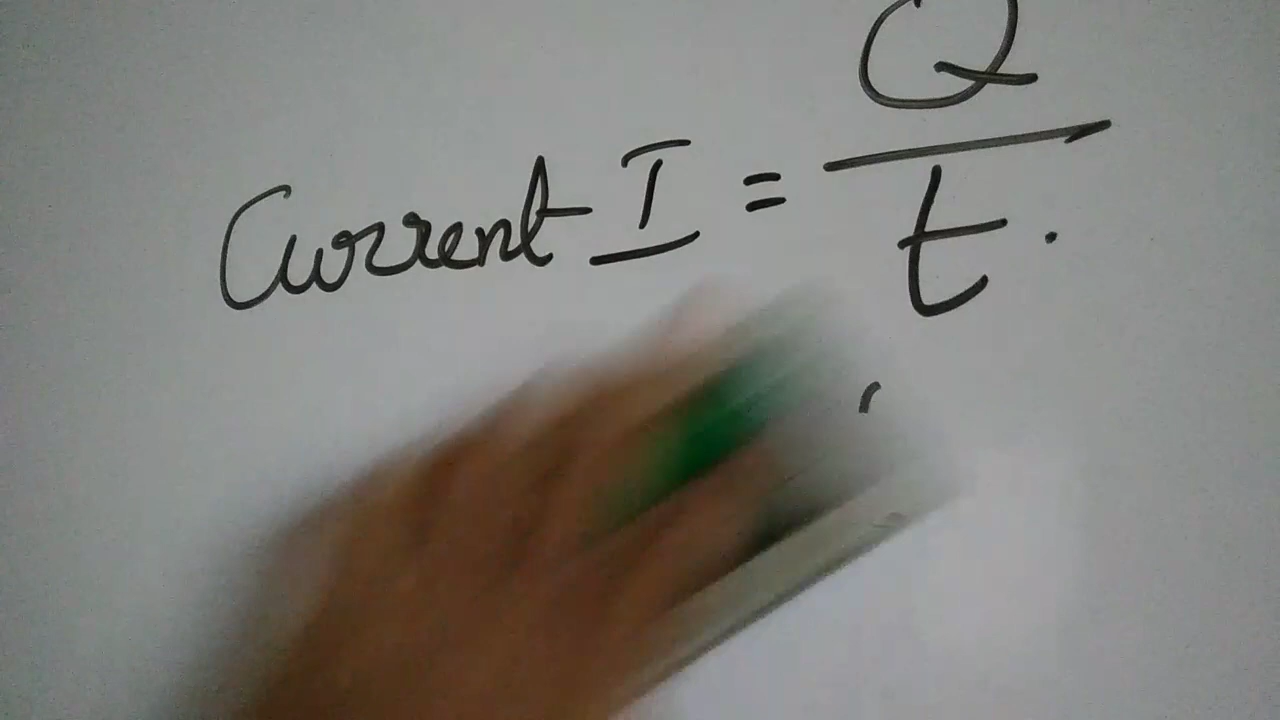 Current I = Q/t.